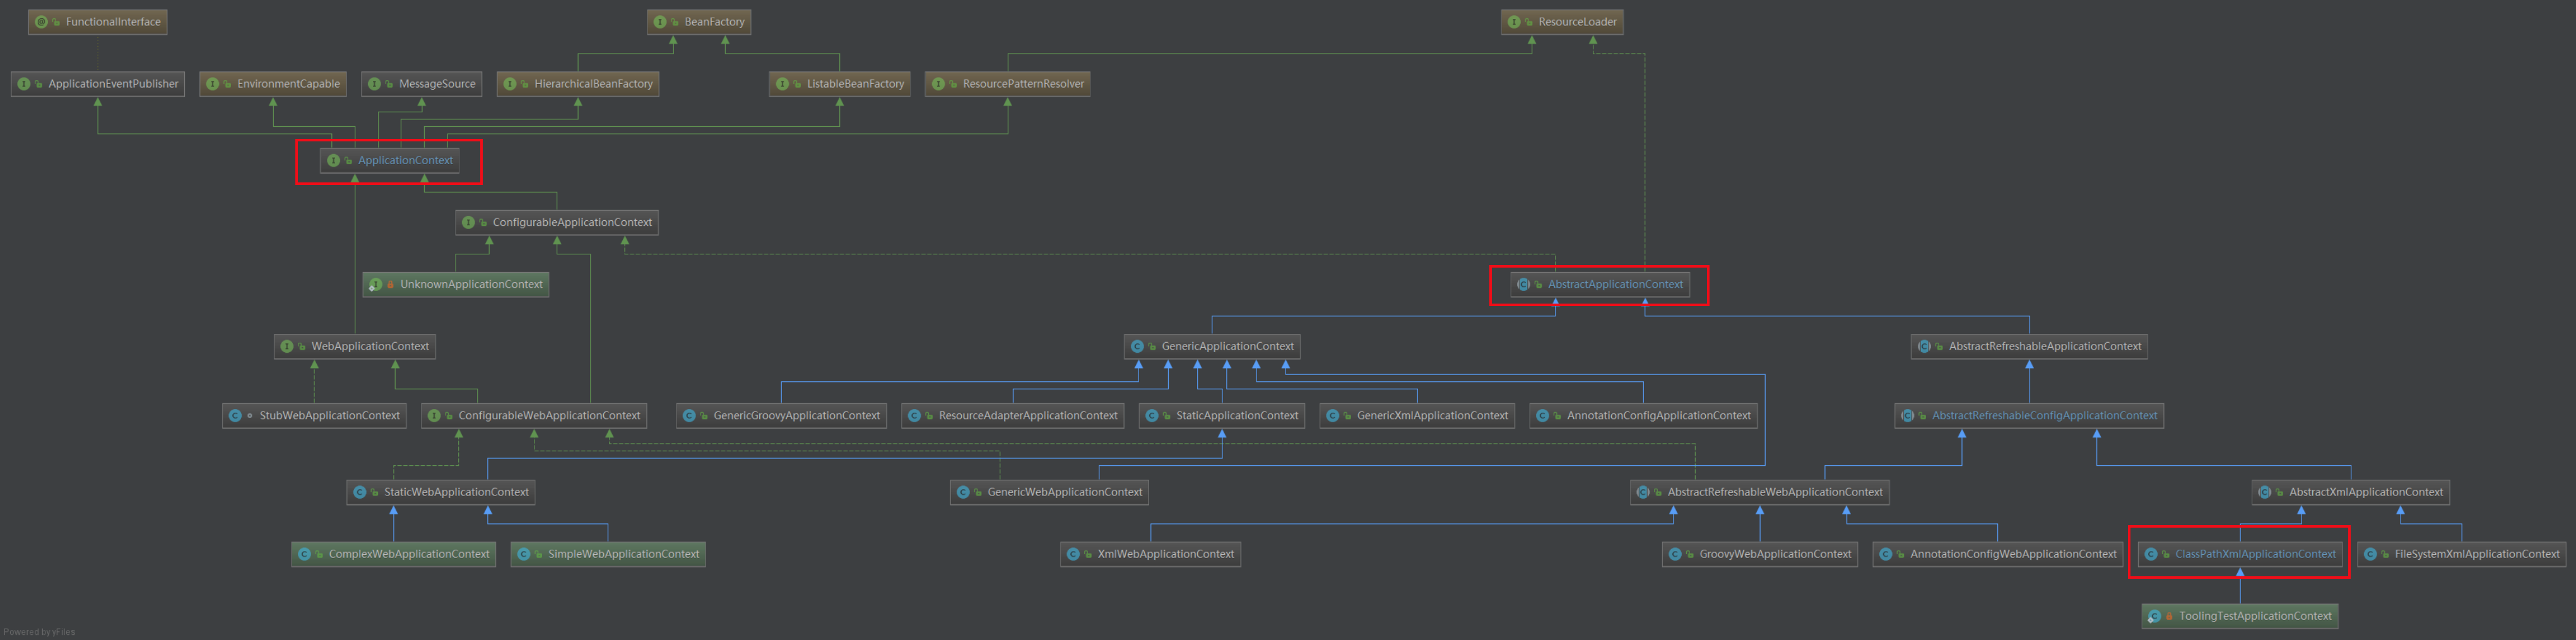 FunctionalInterface
BeanFactory
ResourceLoader
ApplicationEventPublisher
EnvironmentCapable
MessageSource
HierarchicalBeanFactory
ListableBeanFactory
ResourcePatternResolver
ApplicationContext
ConfigurableApplicationContext
UnknownApplicationContext
AbstractApplicationContext
WebApplicationContext
GenericApplicationContext
AbstractRefreshableApplicationContext
StubWebApplicationContext
ConfigurableWebApplicationContext
GenericGroovyApplicationContext
ResourceAdapterApplicationContext
StaticApplicationContext
GenericXmlApplicationContext
AnnotationConfigApplicationContext
AbstractRefreshableConfigApplicationContext
StaticWebApplicationContext
GenericWebApplicationContext
AbstractRefreshableWebApplicationContext
AbstractXmlApplicationContext
ComplexWebApplicationContext
SimpleWebApplicationContext
XmlWebApplicationContext
GroovyWebApplicationContext
AnnotationConfigWebApplicationContext
ClassPathXmlApplicationContext
FileSystemXmlApplicationContext
ToolingTestApplicationContext
Powered by yFiles